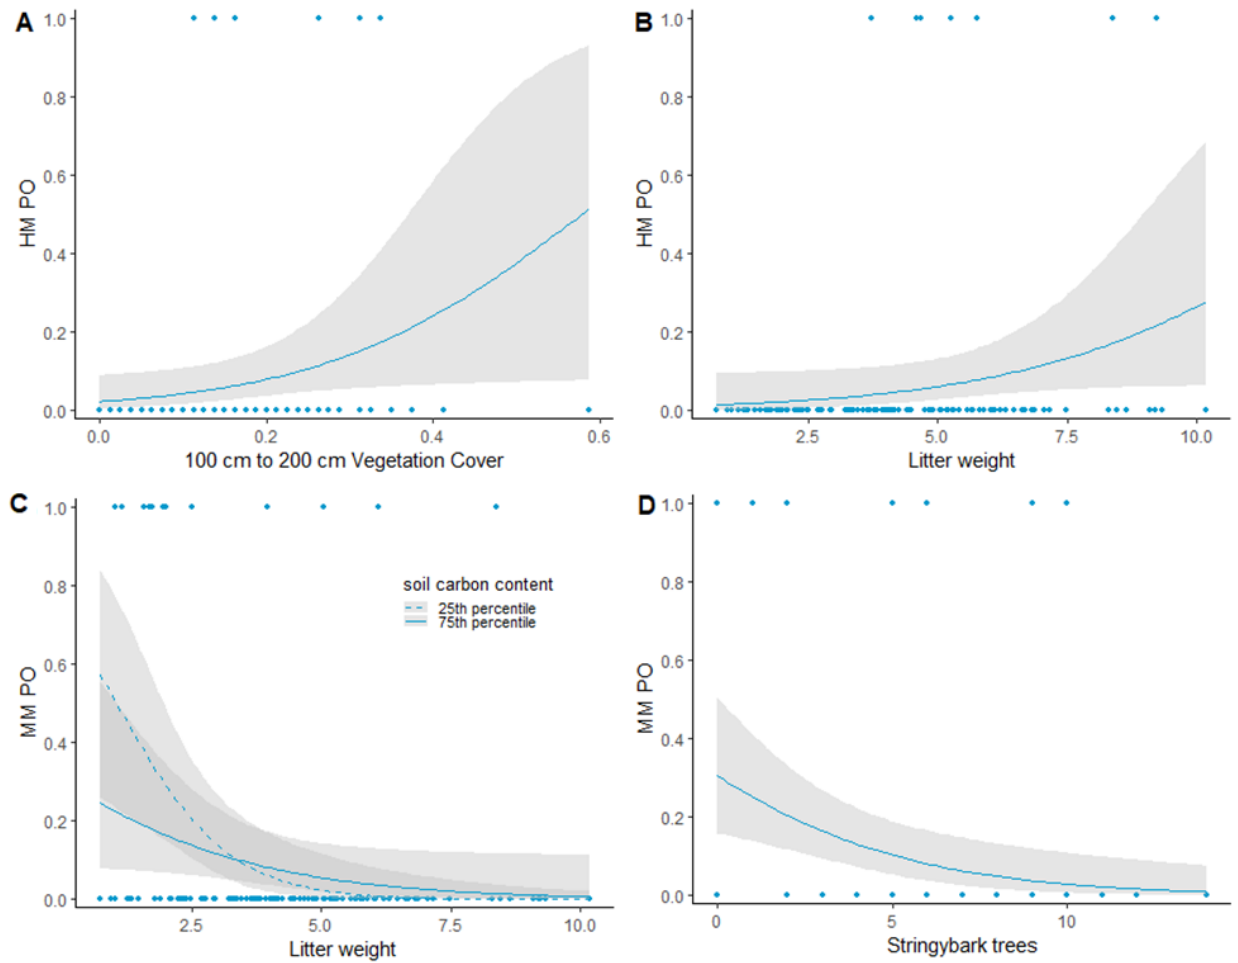 A
1.0
0.8
0.6
0.4
0.2
0.0
HM PO
0.0 0.2 0.4 0.6
100 cm to 200 cm Vegetation Cover
B
1.0
0.8
0.6
0.4
0.2
0.0
HM PO
2.5 5.0 7.5 10.0
Litter weight
C
1.0
0.8
0.6
0.4
0.2
0.0
MM PO
soil carbon content
25th percentile
75th percentile
2.5 5.0 7.5 10.0
Litter weight
D
1.0
0.8
0.6
0.4
0.2
0.0
MM PO
0 5 10
Stringybark trees